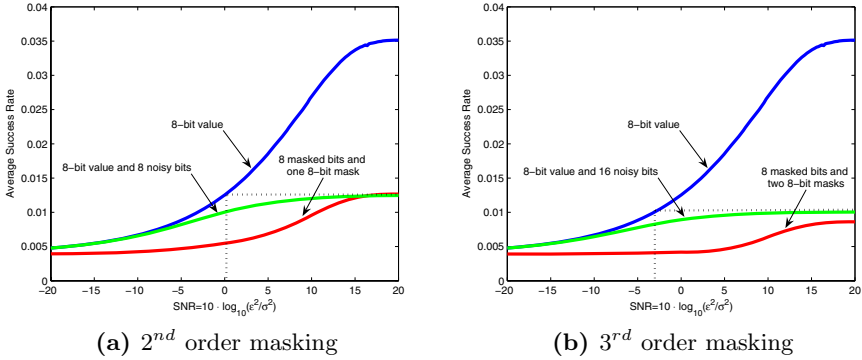 0.04
0.035
0.03
0.025
0.02
0.015
0.01
0.005
0
Average Success Rate
8−bit value
8−bit value and 8 noisy bits
8 masked bits and
one 8−bit mask
−20 −15 −10 −5 0 5 10 15 20
SNR=10 · log10(ε²/σ²)
(a) 2nd order masking
0.04
0.035
0.03
0.025
0.02
0.015
0.01
0.005
0
Average Success Rate
8−bit value
8−bit value and 16 noisy bits
8 masked bits and
two 8−bit masks
−20 −15 −10 −5 0 5 10 15 20
SNR=10 · log10(ε²/σ²)
(b) 3rd order masking